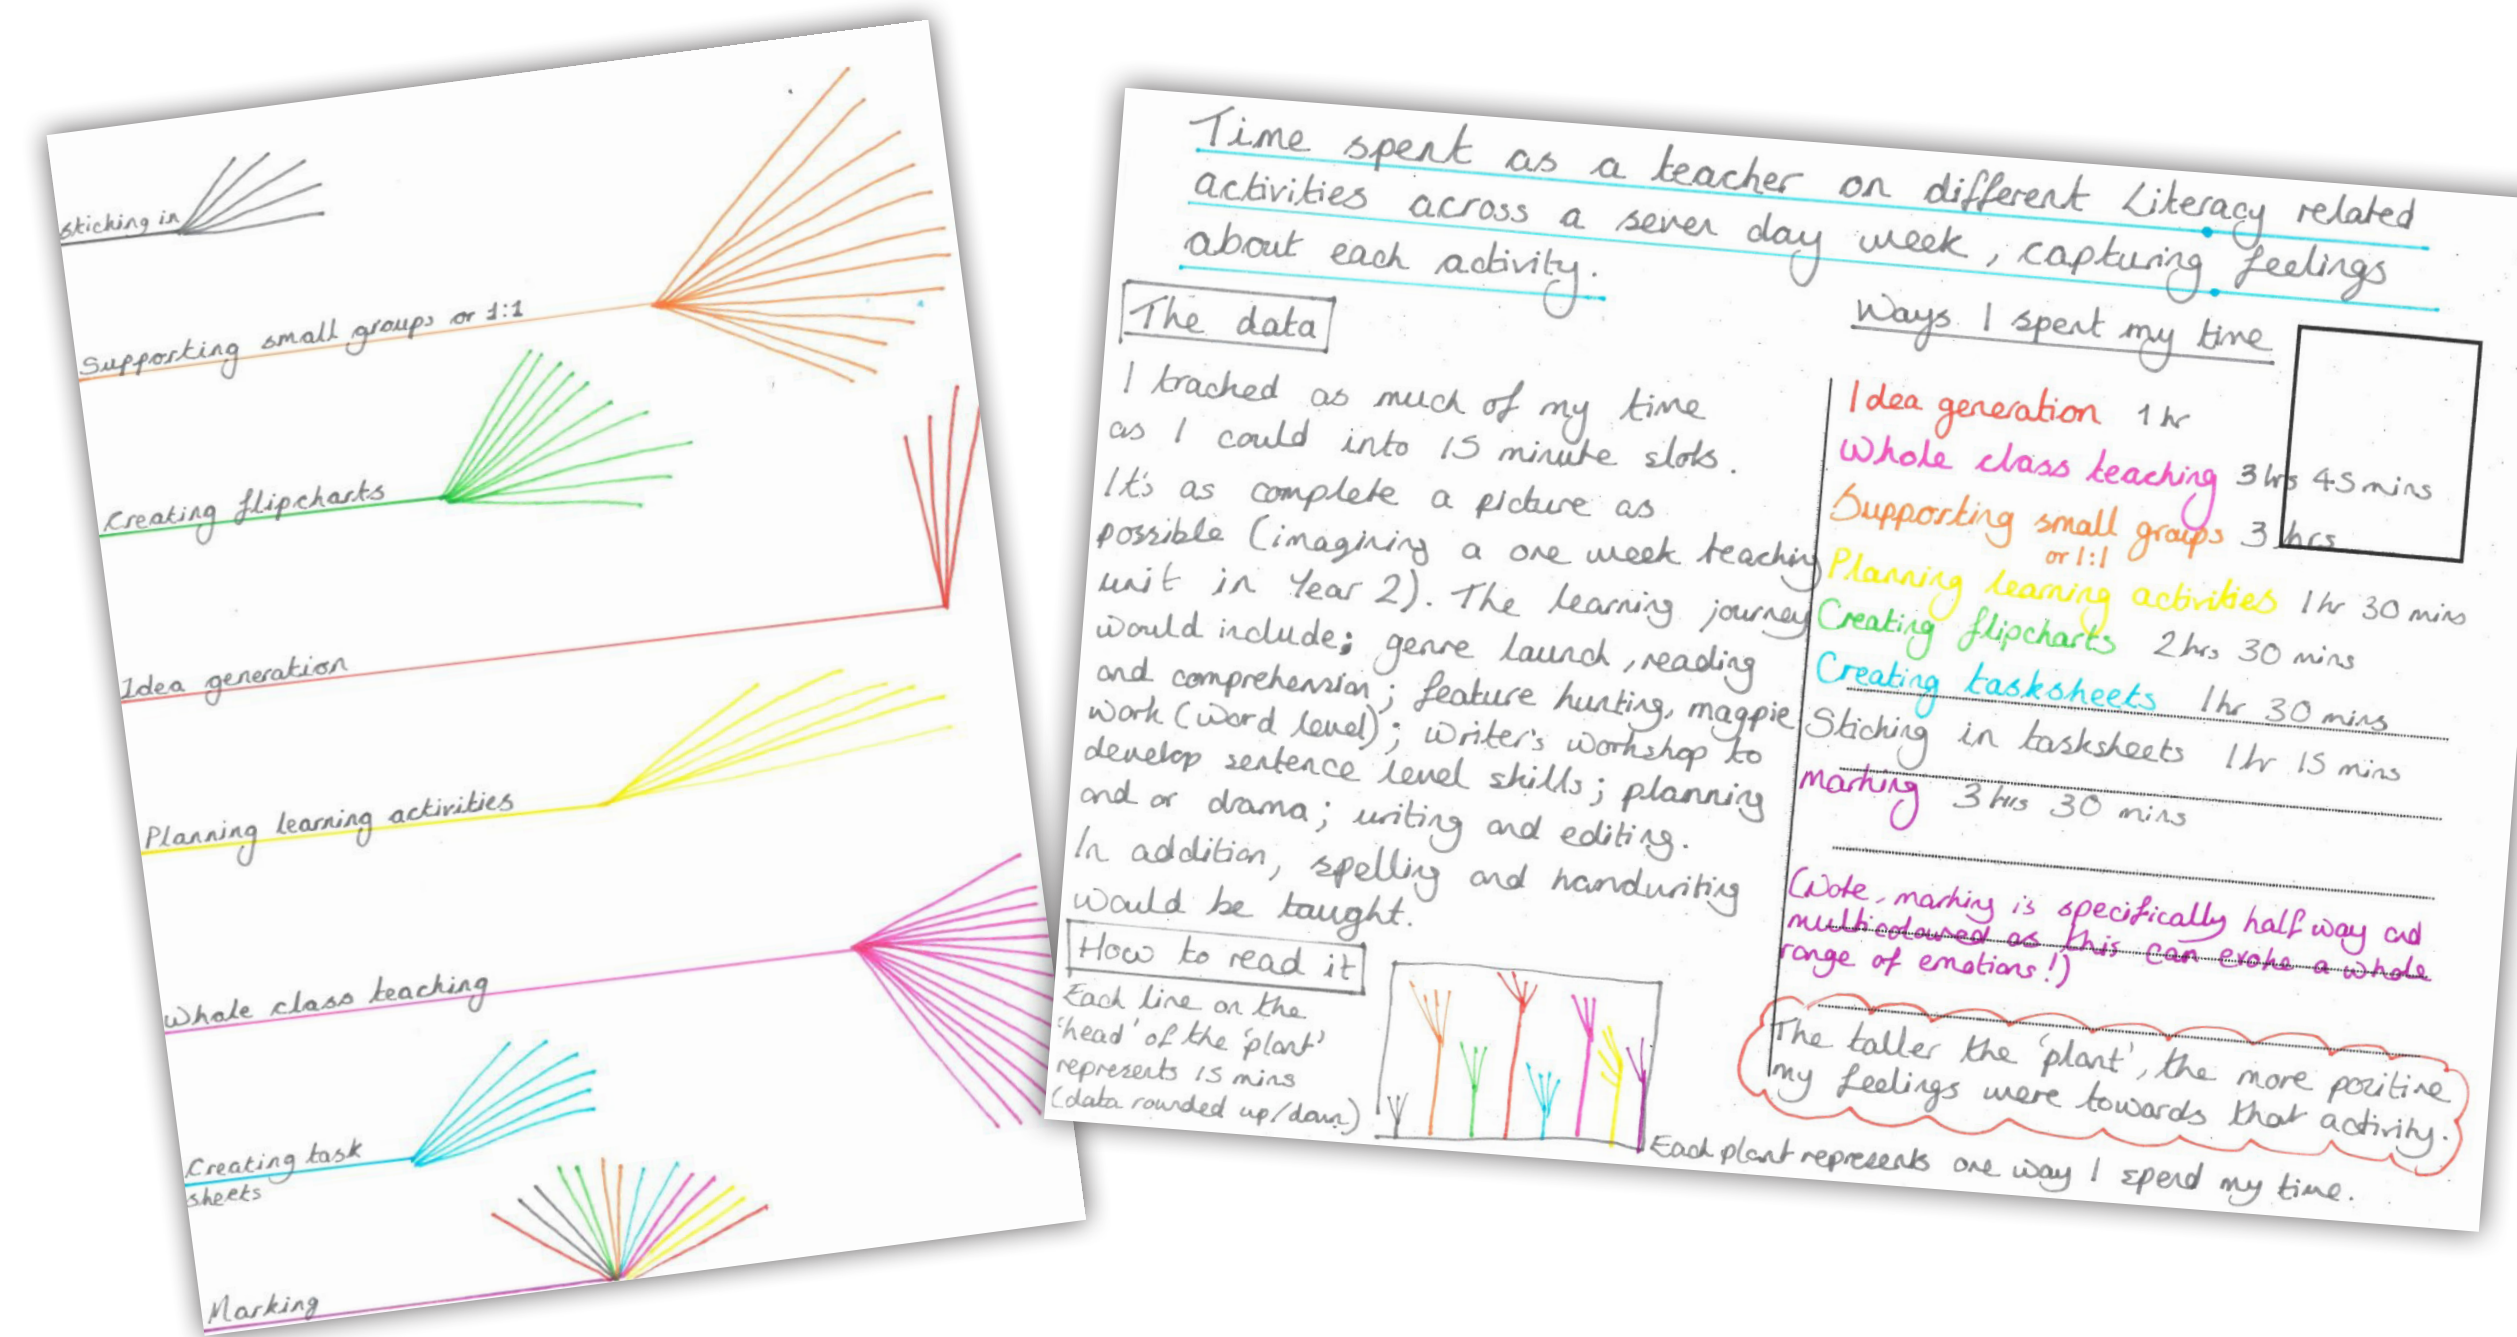 Sticking in
Supporting small groups or 1:1
Creating flipcharts
Idea generation
Planning learning activities
Whole class teaching
Creating task
sheets
Marking
Time spent as a teacher on different Literacy related
activities across a seven day week, capturing feelings
about each activity.
The data
I tracked as much of my time
as I could into 15 minute slots.
It's as complete a picture as
possible (imagining a one week teaching
unit in Year 2). The learning journey
would include; genre launch, reading
and comprehension; feature hunting, magpie
work (word level); writer's workshop to
develop sentence level skills; planning
and or drama; writing and editing.
In addition, spelling and handwriting
would be taught.
How to read it
Each line on the
'head' of the 'plant'
represents 15 mins
(data rounded up/down)
Ways I spent my time
Idea generation 1 hr
Whole class teaching 3 hrs 45 mins
Supporting small groups 3 hrs
or 1:1
Planning learning activities 1 hr 30 mins
Creating flipcharts 2 hrs 30 mins
Creating tasksheets 1 hr 30 mins
Sticking in tasksheets 1 hr 15 mins
Marking 3 hrs 30 mins
(Note, marking is specifically half way and
multicoloured as this can evoke a whole
range of emotions!)
The taller the 'plant', the more positive
my feelings were towards that activity.
Each plant represents one way I spend my time.